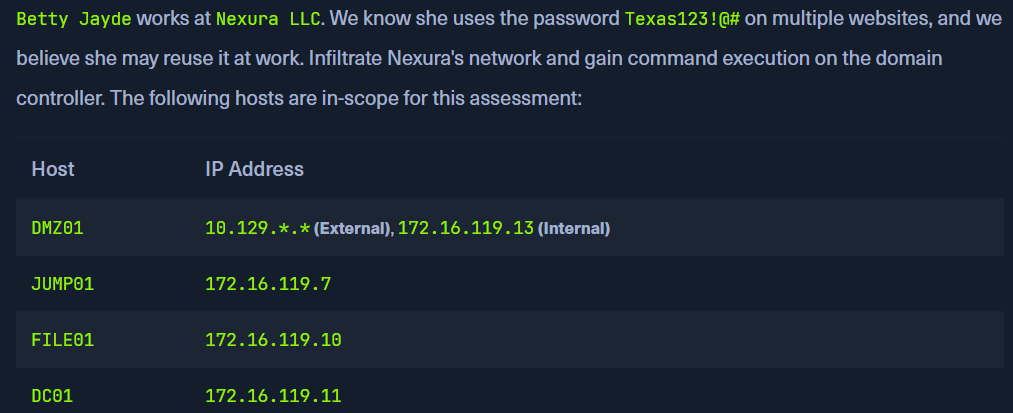 Betty Jayde works at Nexura LLC. We know she uses the password Texas123!@# on multiple websites, and we
believe she may reuse it at work. Infiltrate Nexura's network and gain command execution on the domain
controller. The following hosts are in-scope for this assessment:
Host IP Address
DMZ01 10.129.*.* (External), 172.16.119.13 (Internal)
JUMP01 172.16.119.7
FILE01 172.16.119.10
DC01 172.16.119.11